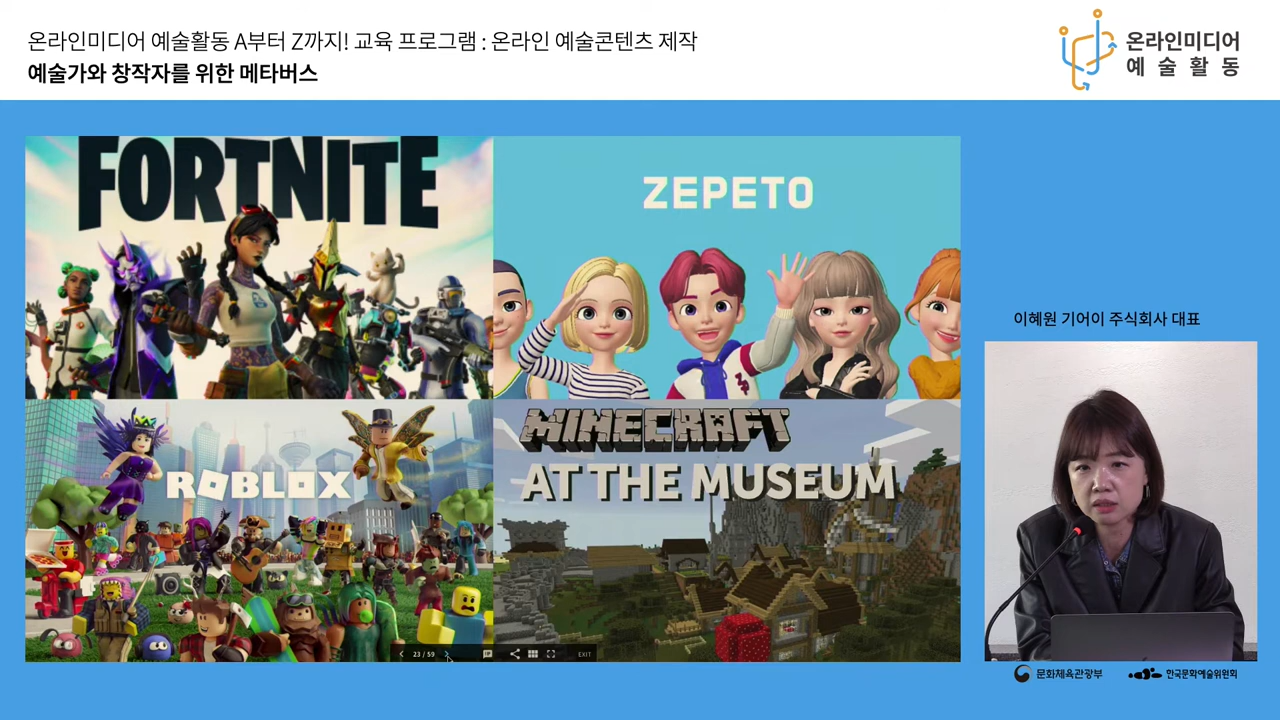 온라인미디어 예술활동 A부터 Z까지! 교육 프로그램 : 온라인 예술콘텐츠 제작
예술가와 창작자를 위한 메타버스
온라인미디어
예 술 활 동
FORTNITE
ZEPETO
ROBLOX
MINECRAFT
AT THE MUSEUM
23 / 59
EXIT
이혜원 기어이 주식회사 대표
문화체육관광부
한국문화예술위원회